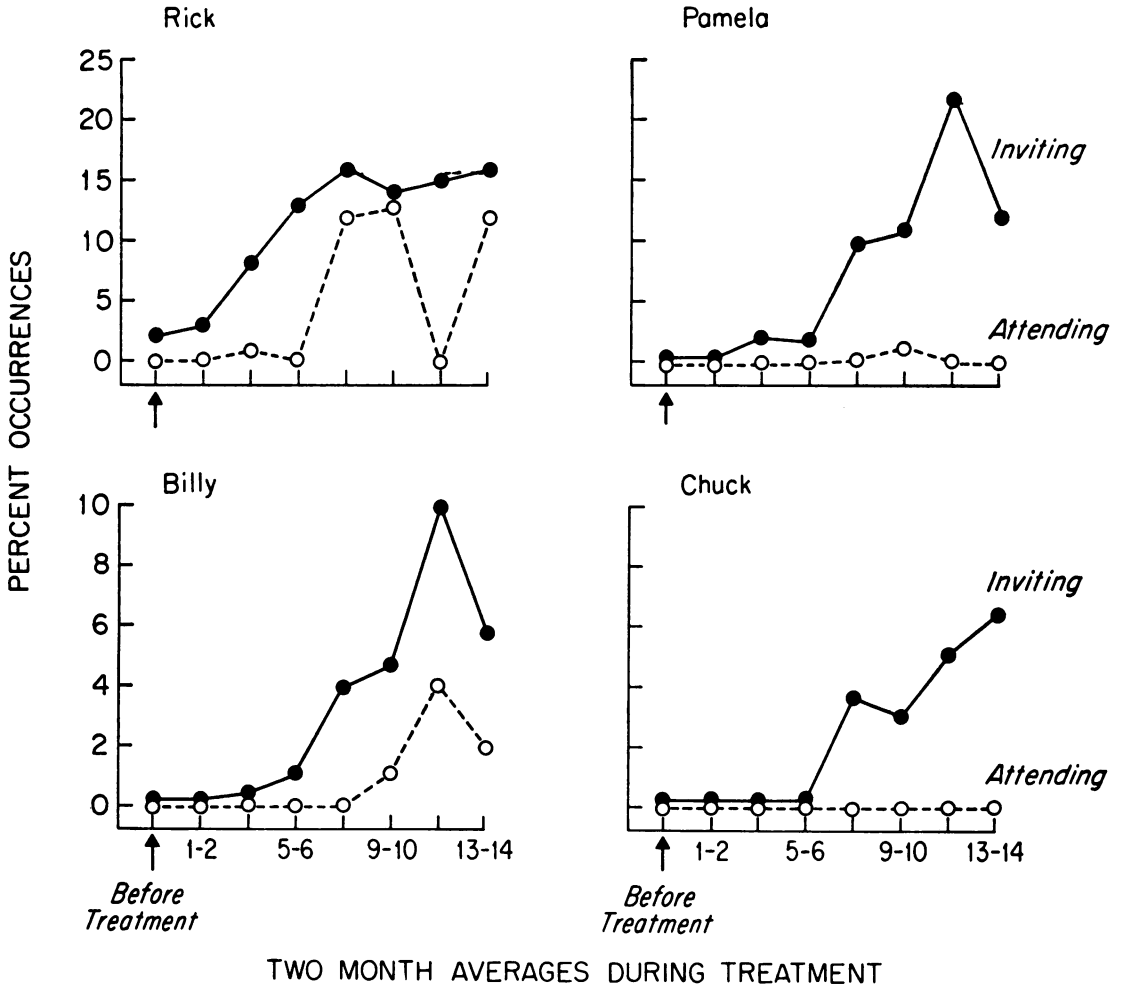 Rick
Pamela
25
20
15
10
5
0
Inviting
Attending
PERCENT OCCURRENCES
Billy
Chuck
10
8
6
4
2
0
Inviting
Attending
1-2 5-6 9-10 13-14
1-2 5-6 9-10 13-14
Before
Treatment
Before
Treatment
TWO MONTH AVERAGES DURING TREATMENT